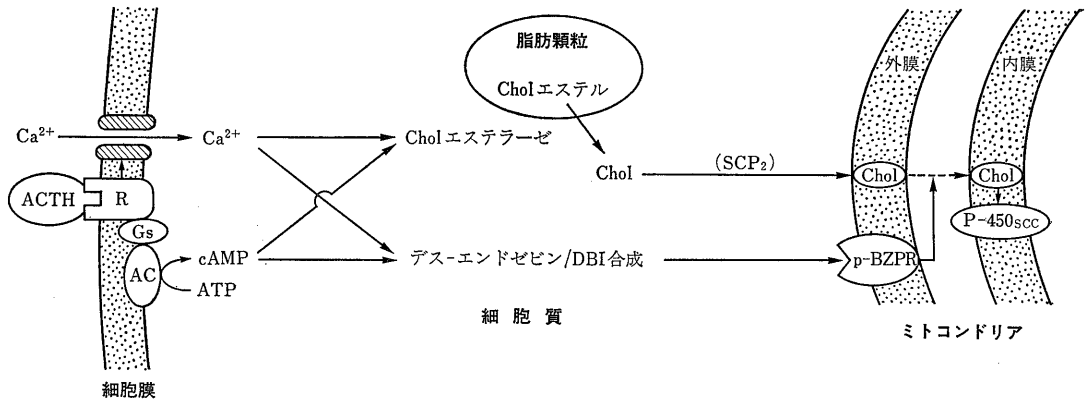 脂肪顆粒
Cholエステル
外膜
内膜
Ca²⁺
Ca²⁺
Cholエステラーゼ
Chol
(SCP₂)
Chol
Chol
ACTH
R
Gs
P-450SCC
AC
cAMP
ATP
デス-エンドゼピン/DBI合成
p-BZPR
細胞質
ミトコンドリア
細胞膜